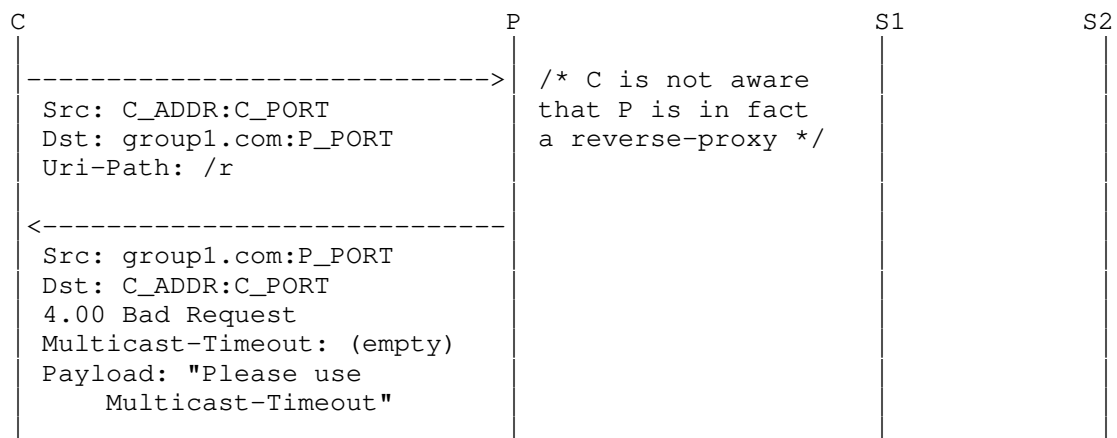 C P S1 S2
------------------------------> /* C is not aware
Src: C_ADDR:C_PORT that P is in fact
Dst: group1.com:P_PORT a reverse-proxy */
Uri-Path: /r
<------------------------------
Src: group1.com:P_PORT
Dst: C_ADDR:C_PORT
4.00 Bad Request
Multicast-Timeout: (empty)
Payload: "Please use
Multicast-Timeout"